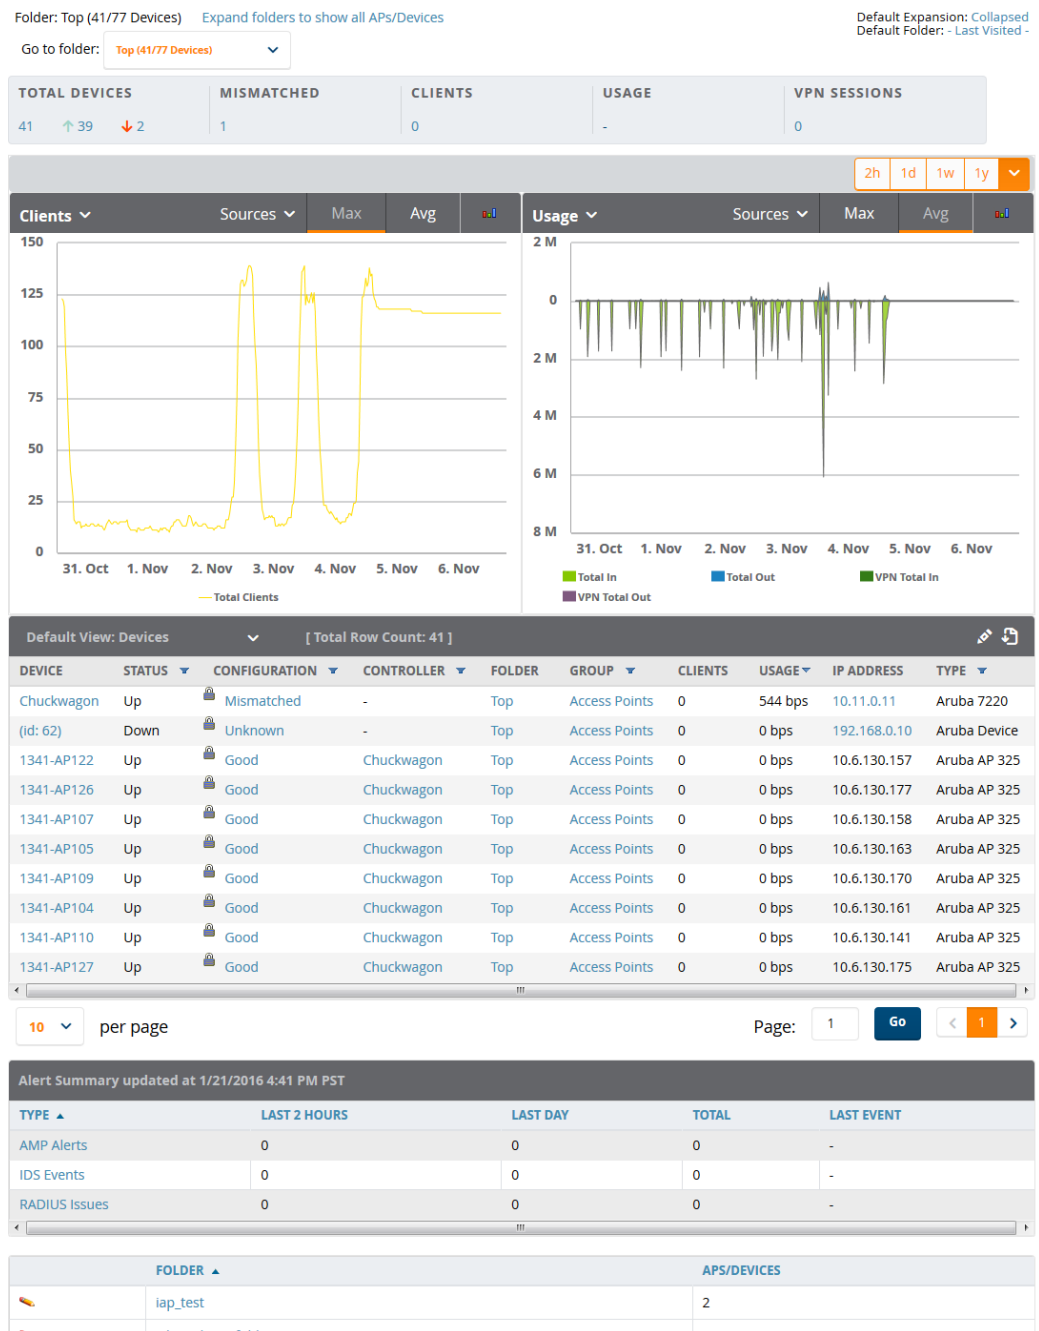 Folder: Top (41/77 Devices) Expand folders to show all APs/Devices
Default Expansion: Collapsed
Default Folder: - Last Visited -
Go to folder: Top (41/77 Devices)
TOTAL DEVICES MISMATCHED CLIENTS USAGE VPN SESSIONS
41 39 2 1 0 - 0
2h 1d 1w 1y
Clients Sources Max Avg
150
125
100
75
50
25
0
31. Oct 1. Nov 2. Nov 3. Nov 4. Nov 5. Nov 6. Nov
Total Clients
Usage Sources Max Avg
2 M
0
2 M
4 M
6 M
8 M
31. Oct 1. Nov 2. Nov 3. Nov 4. Nov 5. Nov 6. Nov
Total In Total Out VPN Total In
VPN Total Out
Default View: Devices [ Total Row Count: 41 ]
DEVICE STATUS CONFIGURATION CONTROLLER FOLDER GROUP CLIENTS USAGE IP ADDRESS TYPE
Chuckwagon Up Mismatched - Top Access Points 0 544 bps 10.11.0.11 Aruba 7220
(id: 62) Down Unknown - Top Access Points 0 0 bps 192.168.0.10 Aruba Device
1341-AP122 Up Good Chuckwagon Top Access Points 0 0 bps 10.6.130.157 Aruba AP 325
1341-AP126 Up Good Chuckwagon Top Access Points 0 0 bps 10.6.130.177 Aruba AP 325
1341-AP107 Up Good Chuckwagon Top Access Points 0 0 bps 10.6.130.158 Aruba AP 325
1341-AP105 Up Good Chuckwagon Top Access Points 0 0 bps 10.6.130.163 Aruba AP 325
1341-AP109 Up Good Chuckwagon Top Access Points 0 0 bps 10.6.130.170 Aruba AP 325
1341-AP104 Up Good Chuckwagon Top Access Points 0 0 bps 10.6.130.161 Aruba AP 325
1341-AP110 Up Good Chuckwagon Top Access Points 0 0 bps 10.6.130.141 Aruba AP 325
1341-AP127 Up Good Chuckwagon Top Access Points 0 0 bps 10.6.130.175 Aruba AP 325
10 per page Page: 1 Go < 1 >
Alert Summary updated at 1/21/2016 4:41 PM PST
TYPE LAST 2 HOURS LAST DAY TOTAL LAST EVENT
AMP Alerts 0 0 0 -
IDS Events 0 0 0 -
RADIUS Issues 0 0 0 -
FOLDER APS/DEVICES
iap_test 2